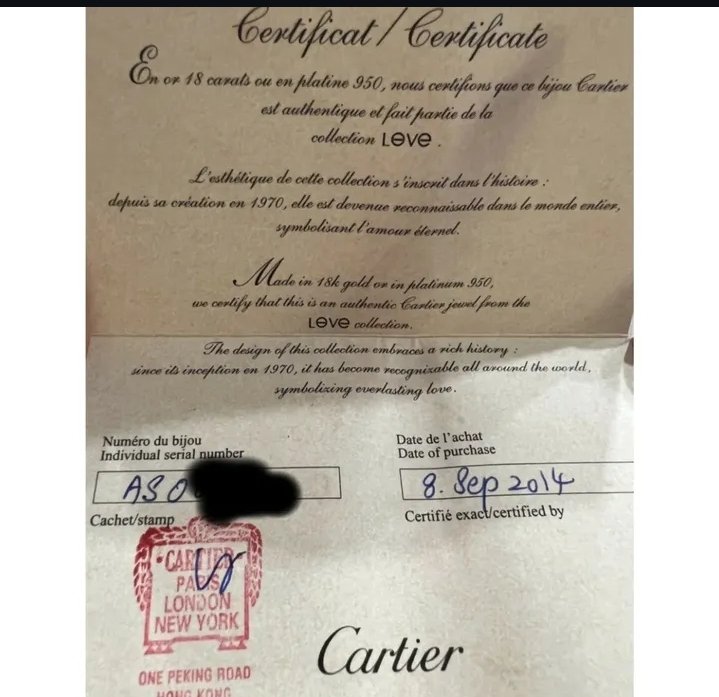 Certificat / Certificate
En or 18 carats ou en platine 950, nous certifions que ce bijou Cartier
est authentique et fait partie de la
collection LOVE .
L'esthétique de cette collection s'inscrit dans l'histoire :
depuis sa création en 1970, elle est devenue reconnaissable dans le monde entier,
symbolisant l'amour éternel.
Made in 18k gold or in platinum 950,
we certify that this is an authentic Cartier jewel from the
LOVE collection.
The design of this collection embraces a rich history :
since its inception en 1970, it has become recognizable all around the world,
symbolizing everlasting love.
Numéro du bijou
Individual serial number
ASO
Date de l'achat
Date of purchase
8. Sep 2014
Cachet/stamp
Certifié exact/certified by
CARTIER
PARIS
LONDON
NEW YORK
ONE PEKING ROAD
HONG KONG
Cartier